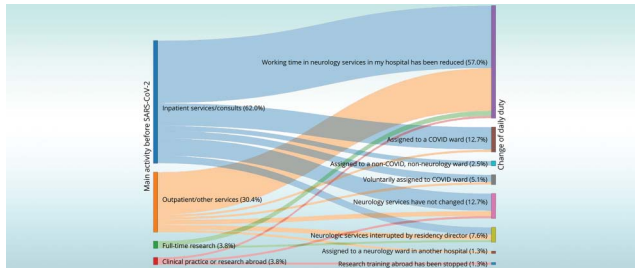 Main activity before SARS-CoV-2
Inpatient services/consults (62.0%)
Outpatient/other services (30.4%)
Full-time research (3.8%)
Clinical practice or research abroad (3.8%)
Working time in neurology services in my hospital has been reduced (57.0%)
Assigned to a COVID ward (12.7%)
Assigned to a non-COVID, non-neurology ward (2.5%)
Voluntarily assigned to COVID ward (5.1%)
Neurology services have not changed (12.7%)
Neurologic services interrupted by residency director (7.6%)
Assigned to a neurology ward in another hospital (1.3%)
Research training abroad has been stopped (1.3%)
Change of daily duty